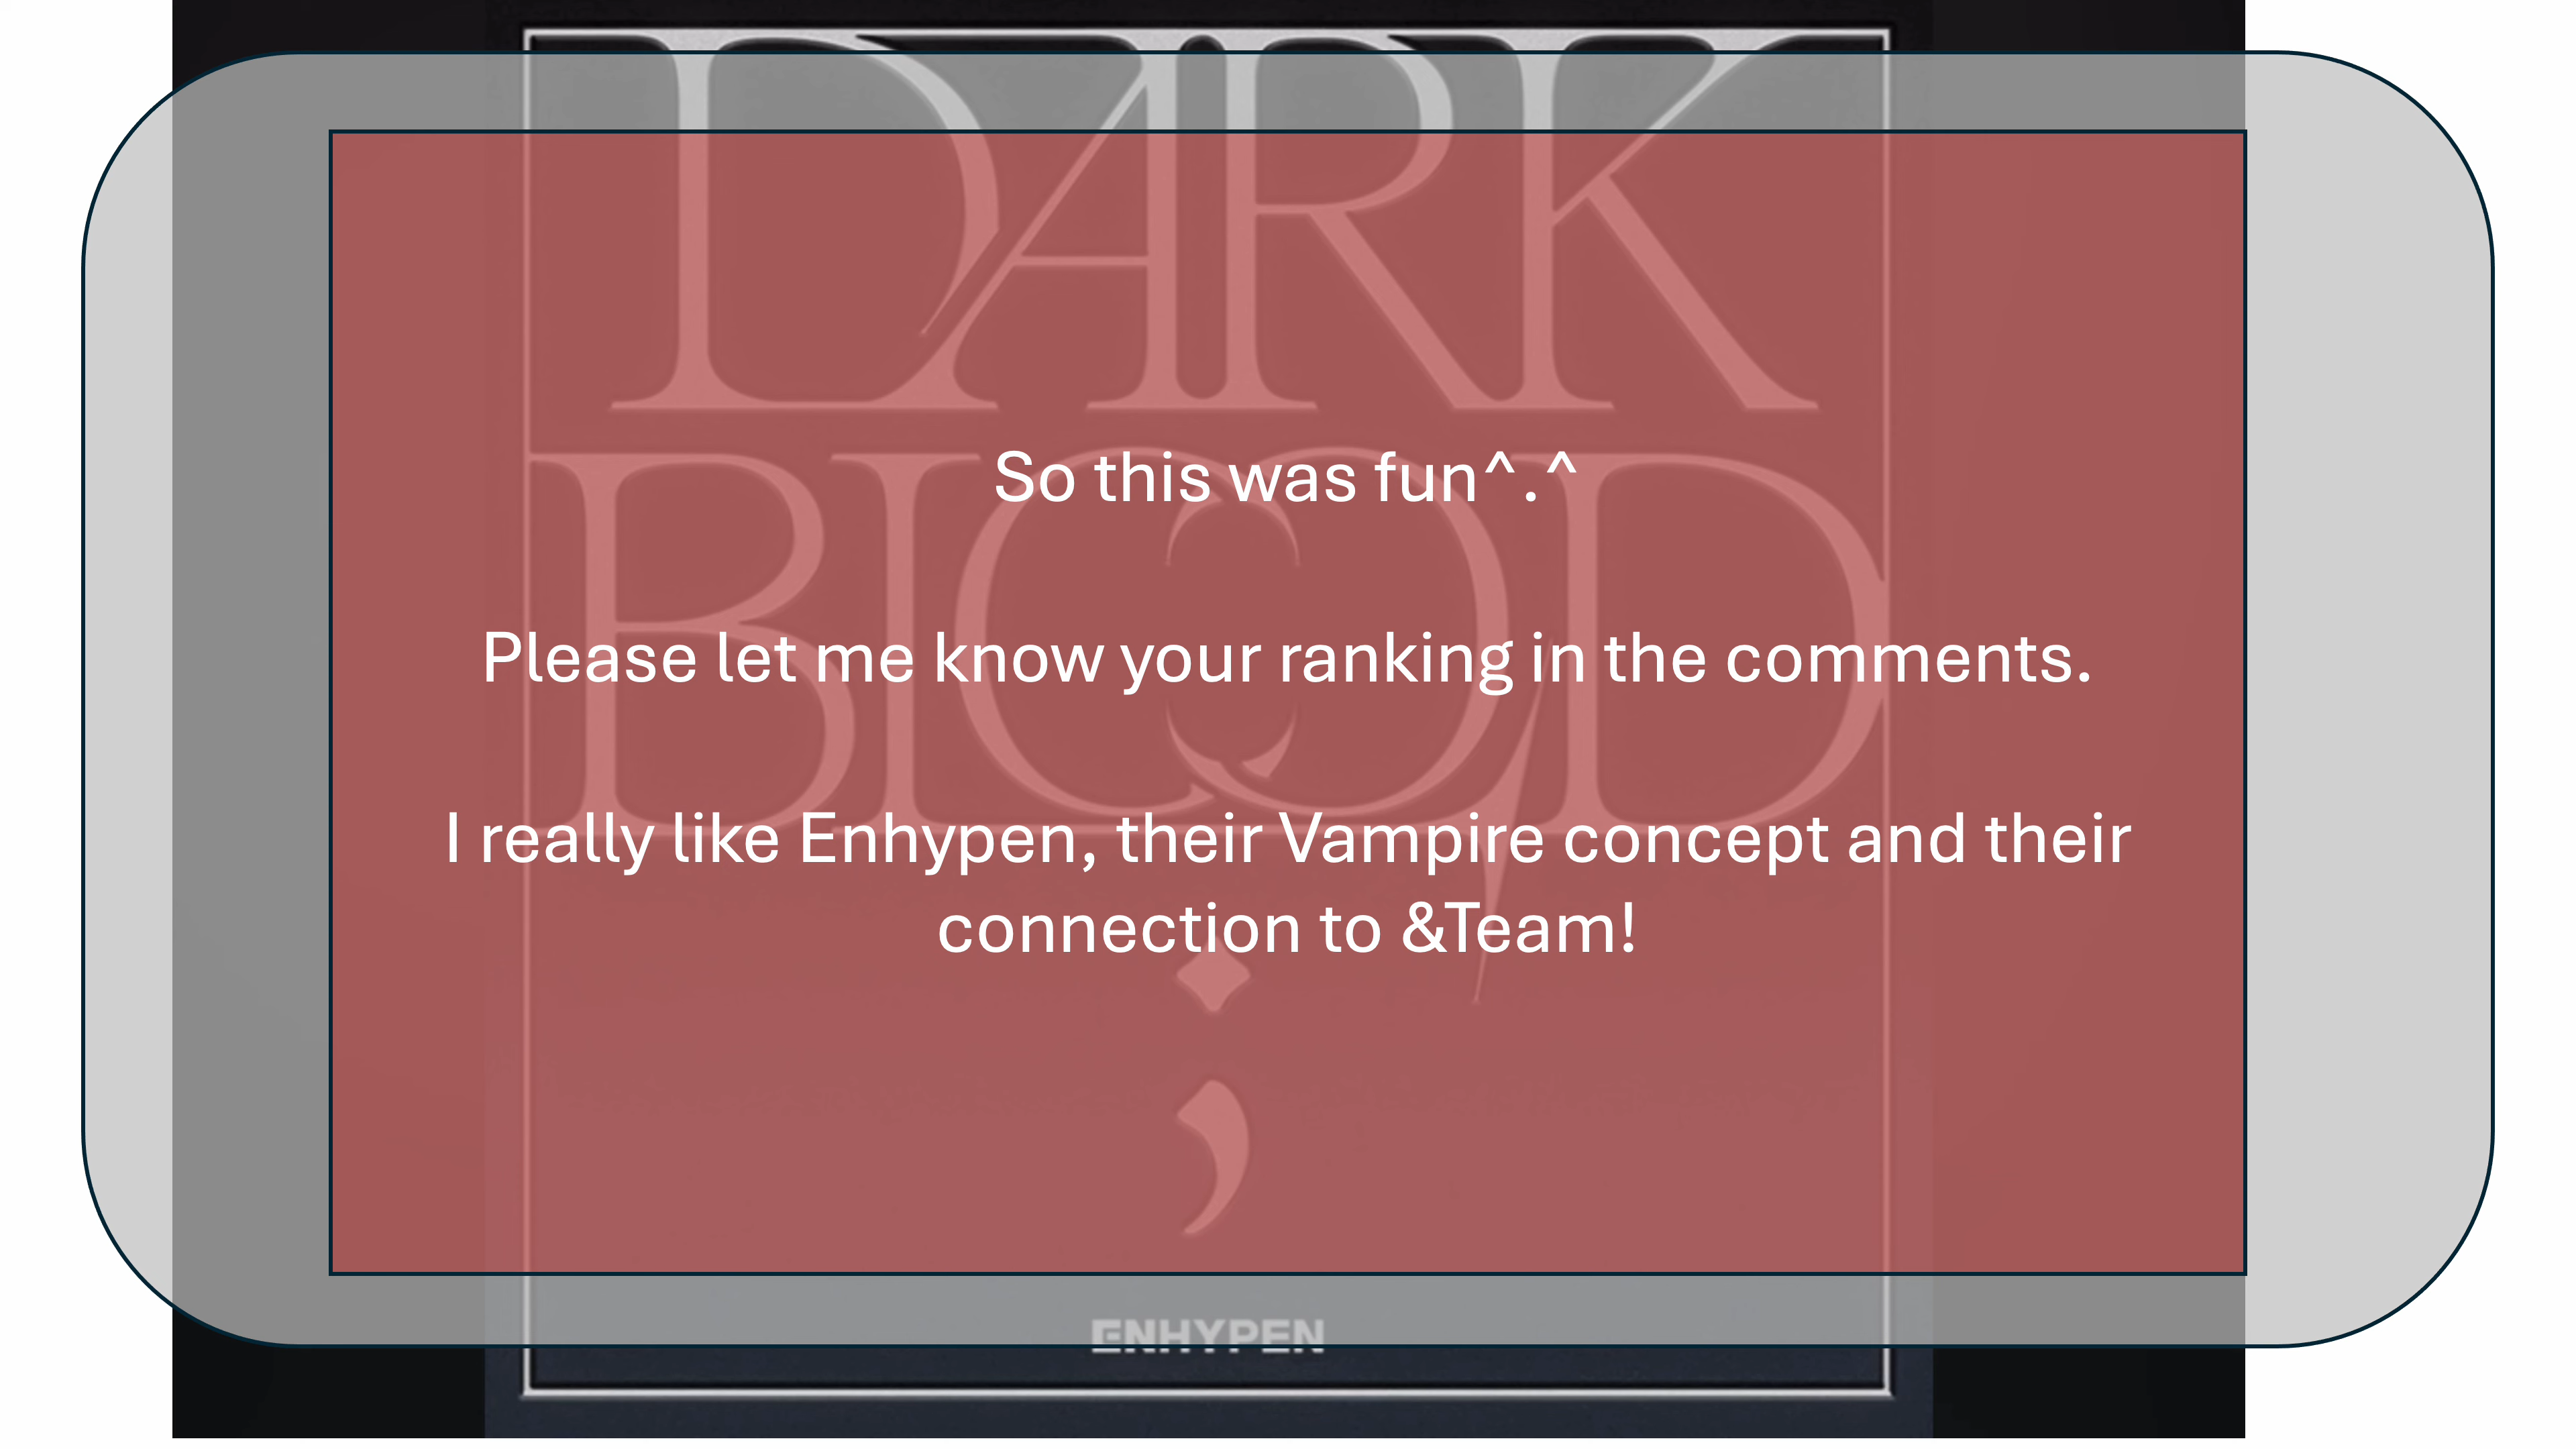 DARK
BLOOD
So this was fun^.^
Please let me know your ranking in the comments.
I really like Enhypen, their Vampire concept and their
connection to &Team!
ENHYPEN